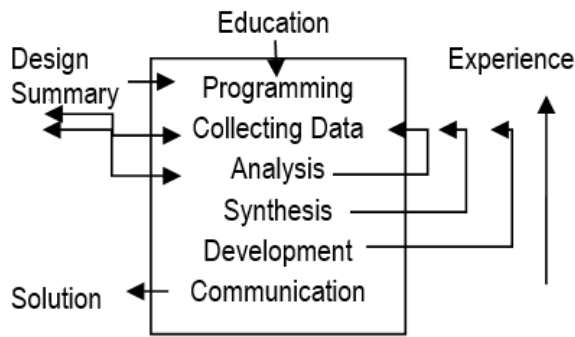 Education
Design
Summary
Experience
Programming
Collecting Data
Analysis
Synthesis
Development
Communication
Solution